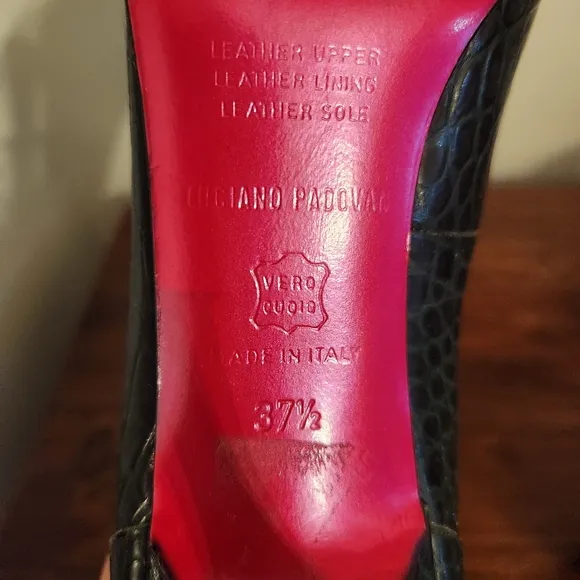 LEATHER UPPER
LEATHER LINING
LEATHER SOLE
LUCIANO PADOVAN
VERO
CUOIO
MADE IN ITALY
37½